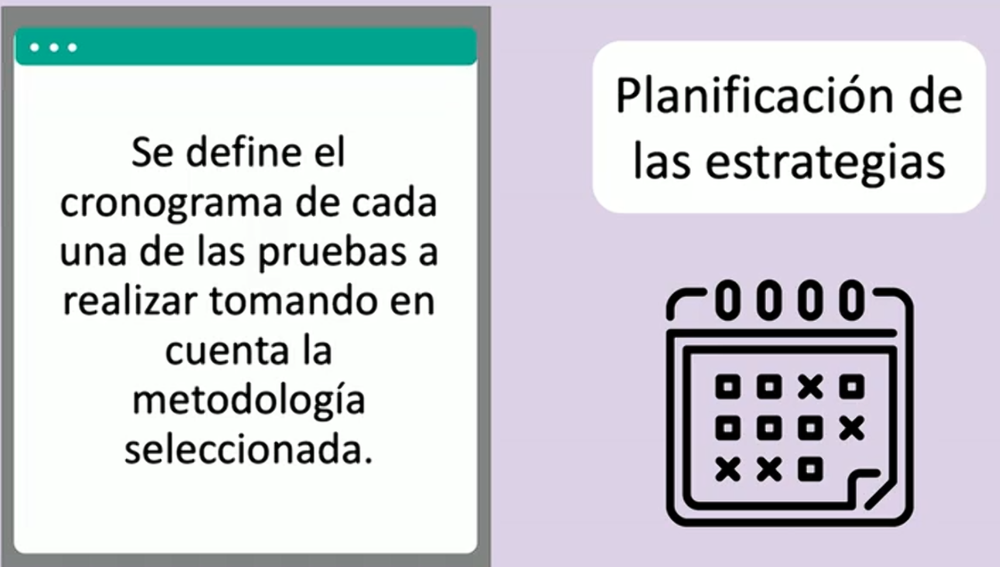 Se define el
cronograma de cada
una de las pruebas a
realizar tomando en
cuenta la
metodología
seleccionada.
Planificación de
las estrategias